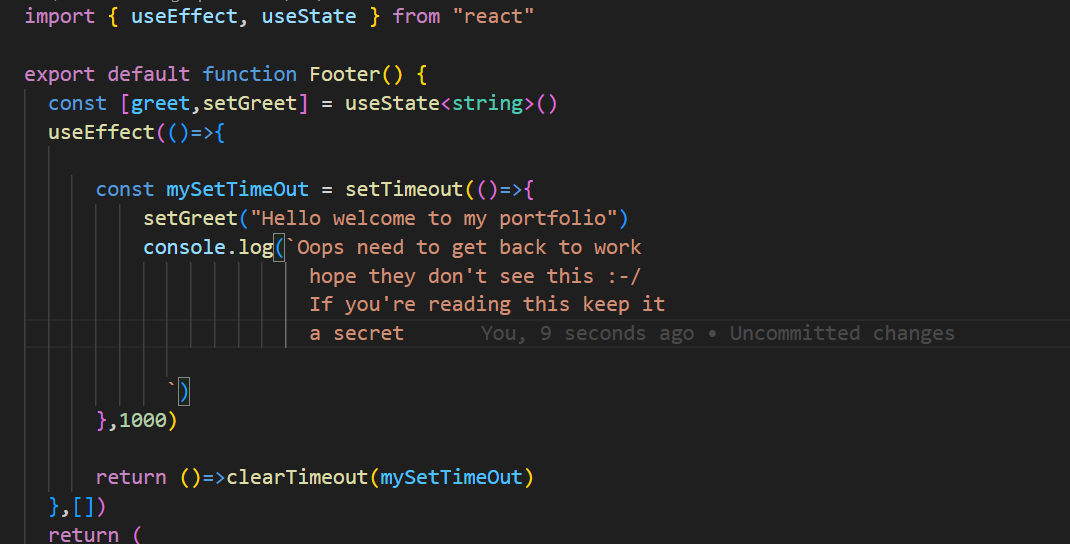 import { useEffect, useState } from "react"
export default function Footer() {
const [greet,setGreet] = useState<string>()
useEffect(()=>{
const mySetTimeOut = setTimeout(()=>{
setGreet("Hello welcome to my portfolio")
console.log(`Oops need to get back to work
hope they don't see this :-/
If you're reading this keep it
a secret You, 9 seconds ago • Uncommitted changes
`)
},1000)
return ()=>clearTimeout(mySetTimeOut)
},[])
return (